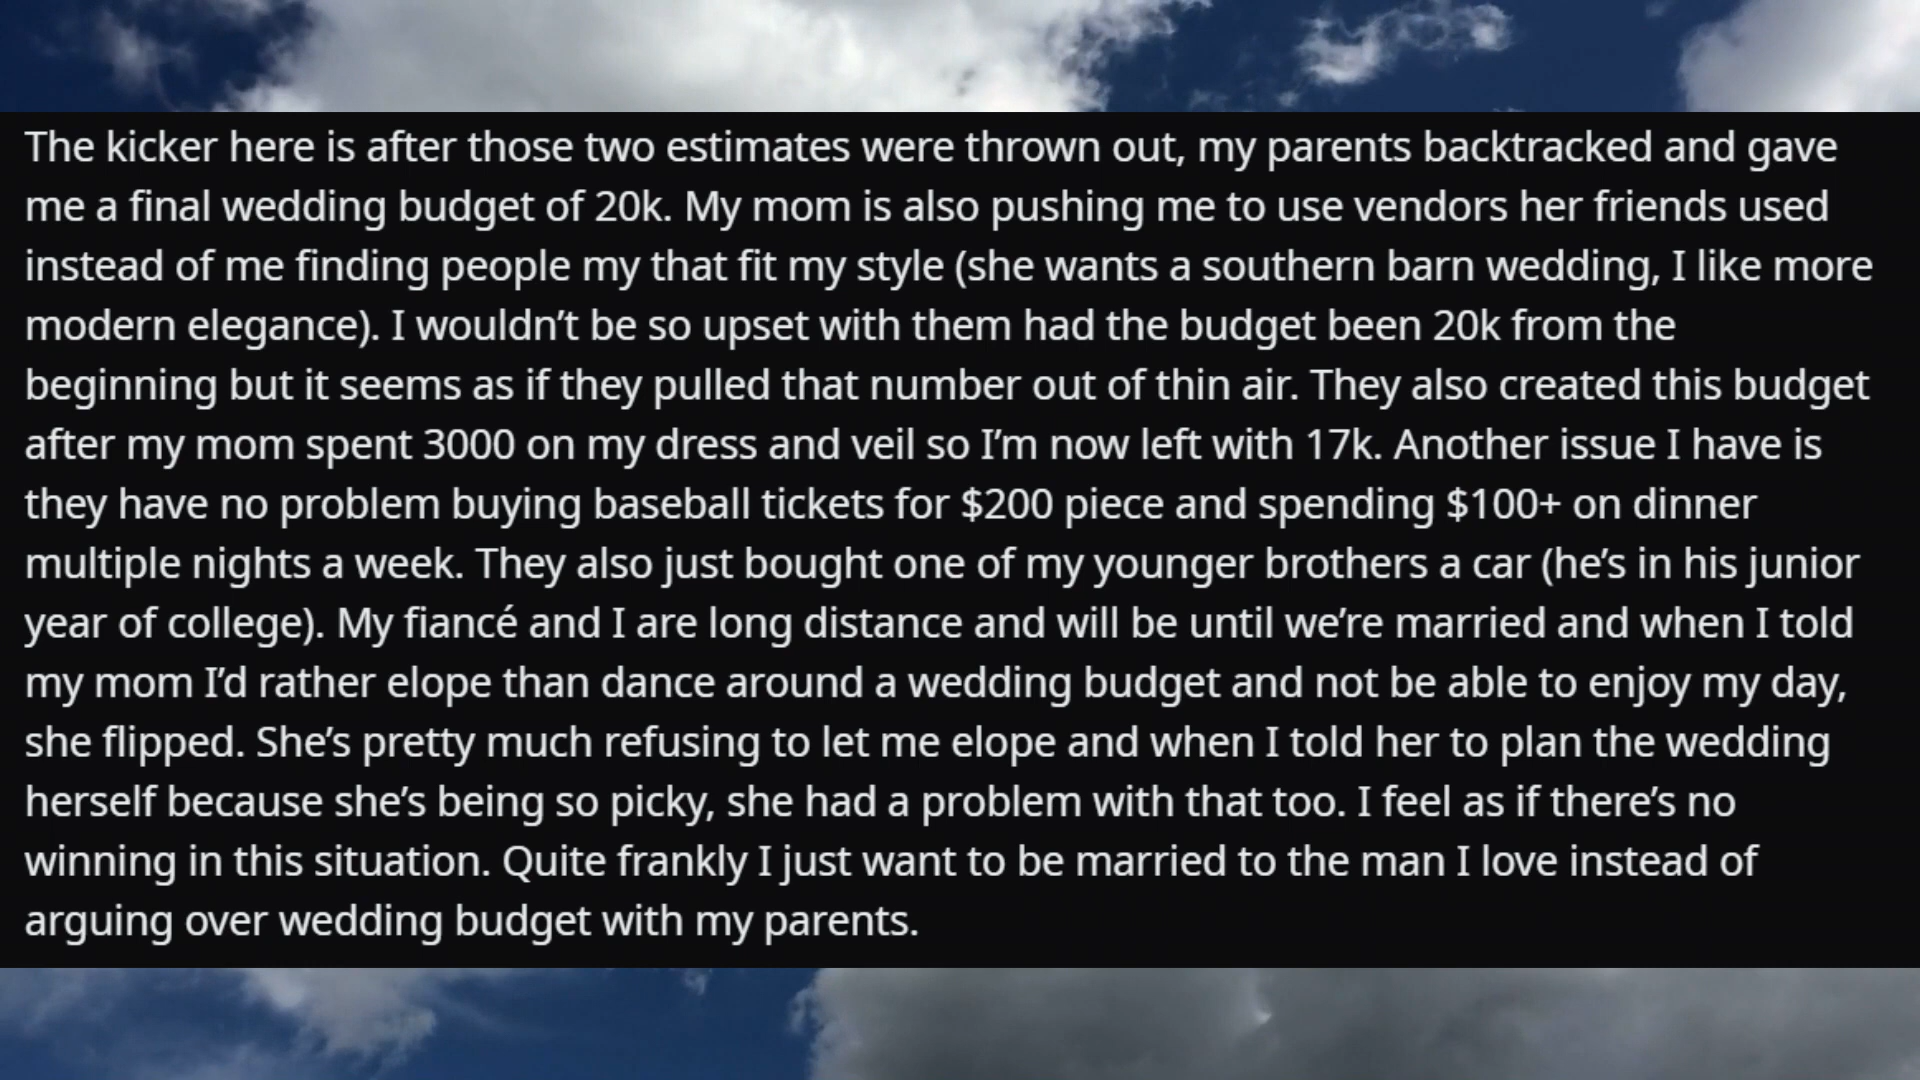 The kicker here is after those two estimates were thrown out, my parents backtracked and gave
me a final wedding budget of 20k. My mom is also pushing me to use vendors her friends used
instead of me finding people my that fit my style (she wants a southern barn wedding, I like more
modern elegance). I wouldn’t be so upset with them had the budget been 20k from the
beginning but it seems as if they pulled that number out of thin air. They also created this budget
after my mom spent 3000 on my dress and veil so I’m now left with 17k. Another issue I have is
they have no problem buying baseball tickets for $200 piece and spending $100+ on dinner
multiple nights a week. They also just bought one of my younger brothers a car (he’s in his junior
year of college). My fiancé and I are long distance and will be until we’re married and when I told
my mom I’d rather elope than dance around a wedding budget and not be able to enjoy my day,
she flipped. She’s pretty much refusing to let me elope and when I told her to plan the wedding
herself because she’s being so picky, she had a problem with that too. I feel as if there’s no
winning in this situation. Quite frankly I just want to be married to the man I love instead of
arguing over wedding budget with my parents.